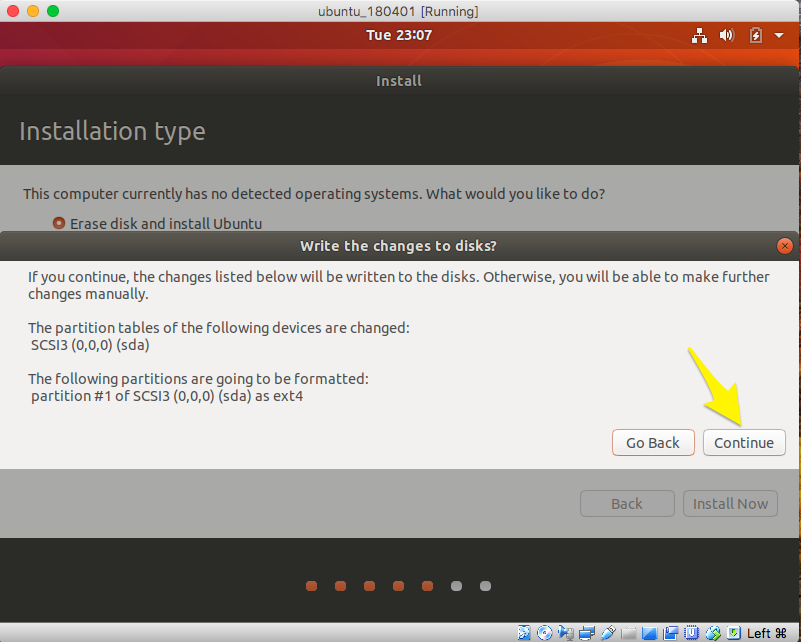 ubuntu_180401 [Running]
Tue 23:07
Install
Installation type
This computer currently has no detected operating systems. What would you like to do?
Erase disk and install Ubuntu
Write the changes to disks?
If you continue, the changes listed below will be written to the disks. Otherwise, you will be able to make further
changes manually.
The partition tables of the following devices are changed:
SCSI3 (0,0,0) (sda)
The following partitions are going to be formatted:
partition #1 of SCSI3 (0,0,0) (sda) as ext4
Go Back
Continue
Back
Install Now
Left ⌘